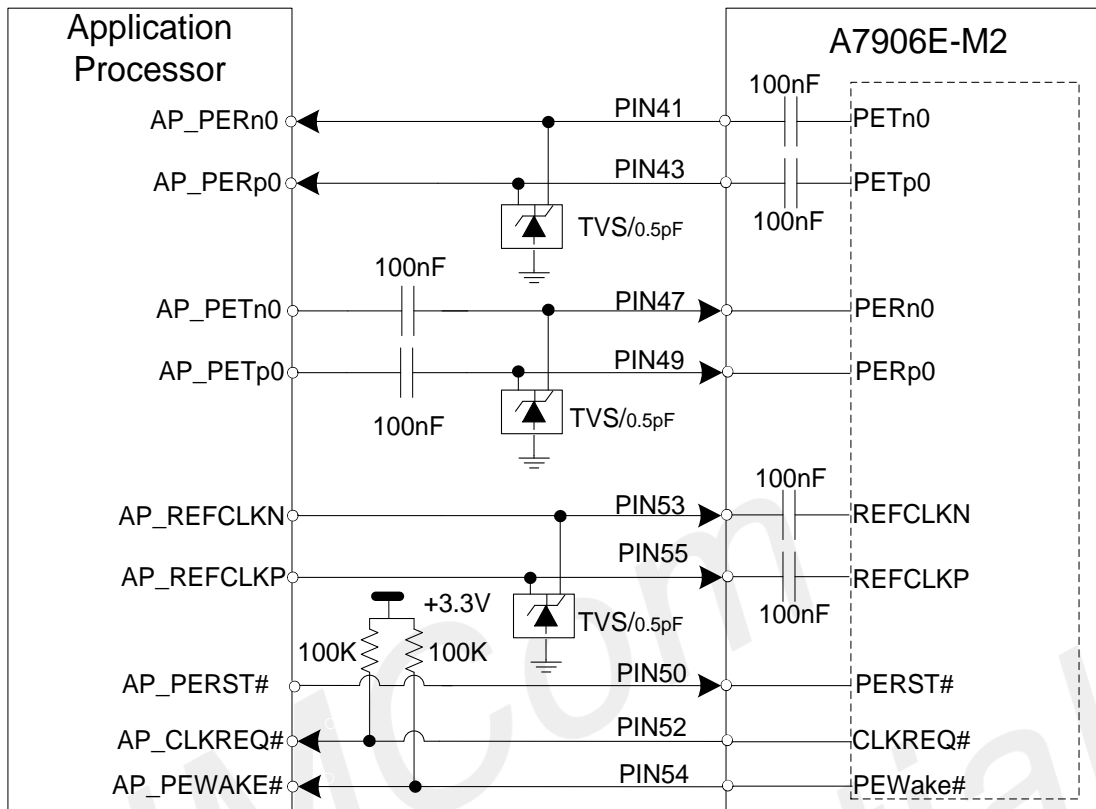 Application
Processor
A7906E-M2
100nF
AP_PERn0
PIN41
PETn0
AP_PERp0
PIN43
PETp0
100nF
TVS/0.5pF
100nF
AP_PETn0
PIN47
PERn0
AP_PETp0
PIN49
PERp0
100nF
TVS/0.5pF
100nF
AP_REFCLKN
PIN53
REFCLKN
AP_REFCLKP
PIN55
REFCLKP
100nF
+3.3V
TVS/0.5pF
100K
100K
AP_PERST#
PIN50
PERST#
AP_CLKREQ#
PIN52
CLKREQ#
AP_PEWAKE#
PIN54
PEWake#